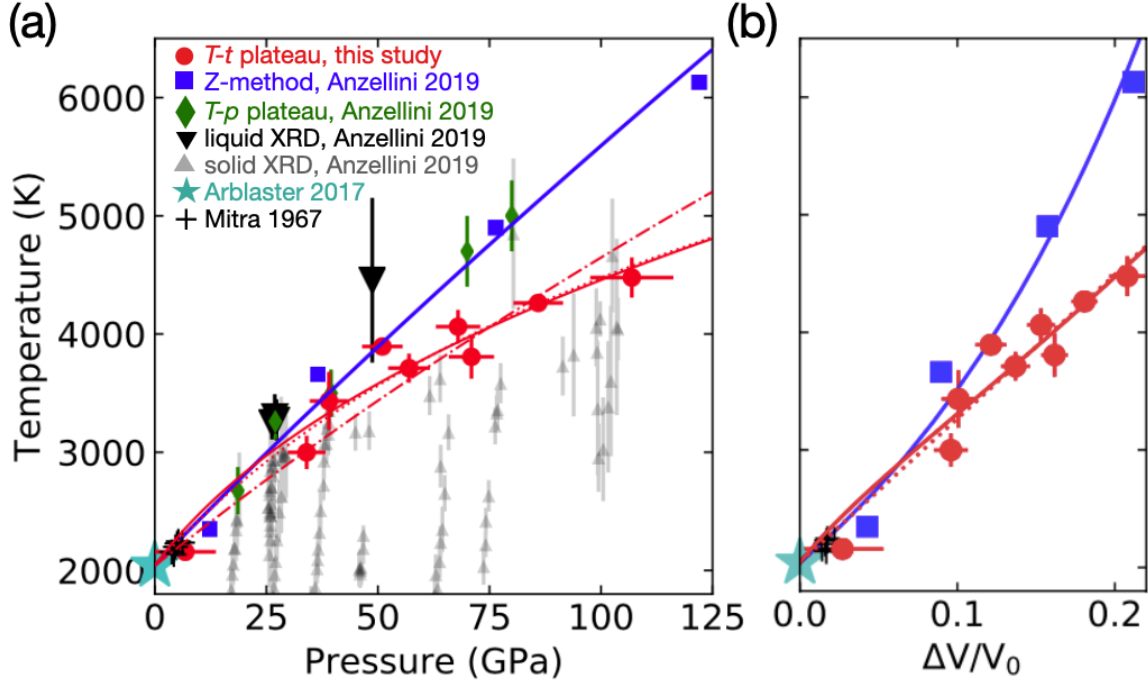 (a)
(b)
T-t plateau, this study
Z-method, Anzellini 2019
T-p plateau, Anzellini 2019
liquid XRD, Anzellini 2019
solid XRD, Anzellini 2019
Arblaster 2017
Mitra 1967
Temperature (K)
6000
5000
4000
3000
2000
0 25 50 75 100 125
Pressure (GPa)
0.0 0.1 0.2
ΔV/V₀